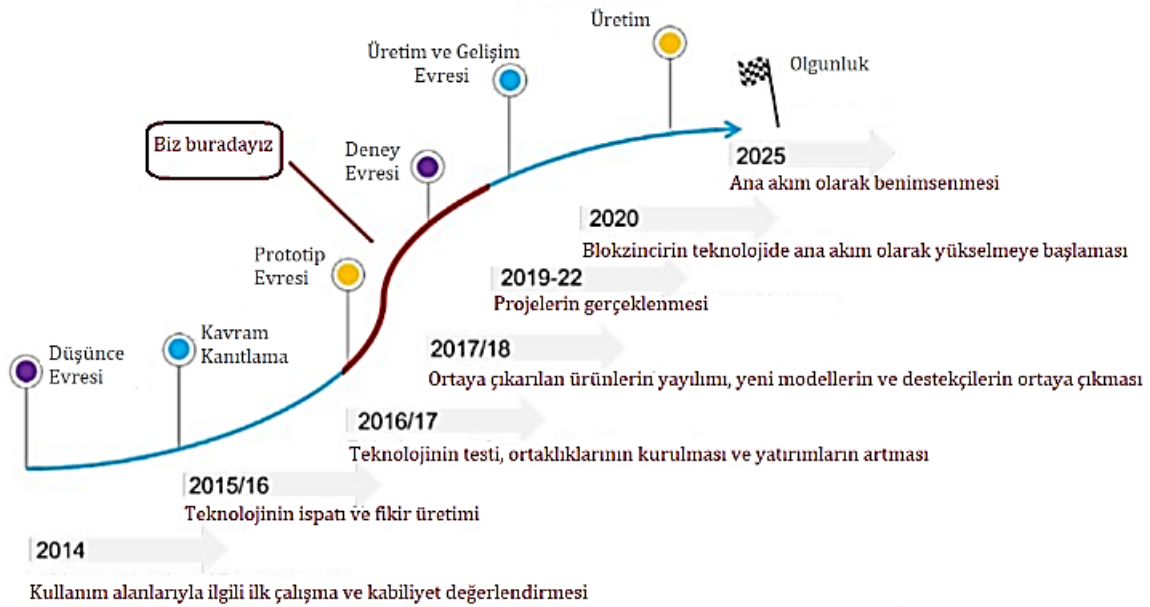 Üretim
Olgunluk
Üretim ve Gelişim
Evresi
Biz buradayız
Deney
Evresi
2025
Ana akım olarak benimsenmesi
2020
Blokzincirin teknolojide ana akım olarak yükselmeye başlaması
Prototip
Evresi
2019-22
Projelerin gerçeklenmesi
Kavram
Kanıtlama
2017/18
Ortaya çıkarılan ürünlerin yayılımı, yeni modellerin ve destekçilerin ortaya çıkması
Düşünce
Evresi
2016/17
Teknolojinin testi, ortaklıklarının kurulması ve yatırımların artması
2015/16
Teknolojinin ispatı ve fikir üretimi
2014
Kullanım alanlarıyla ilgili ilk çalışma ve kabiliyet değerlendirmesi